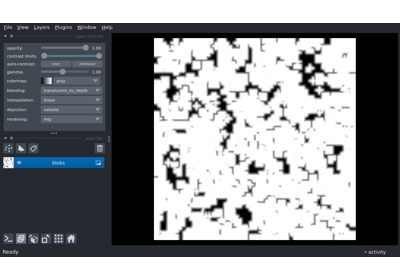 File View Layers Plugins Window Help
opacity: 1.00
contrast limits:
auto-contrast: once continuous
gamma: 1.00
colormap: gray
blending: translucent_no_depth
interpolation: linear
depiction: volume
rendering: mip
blobs
Ready
activity